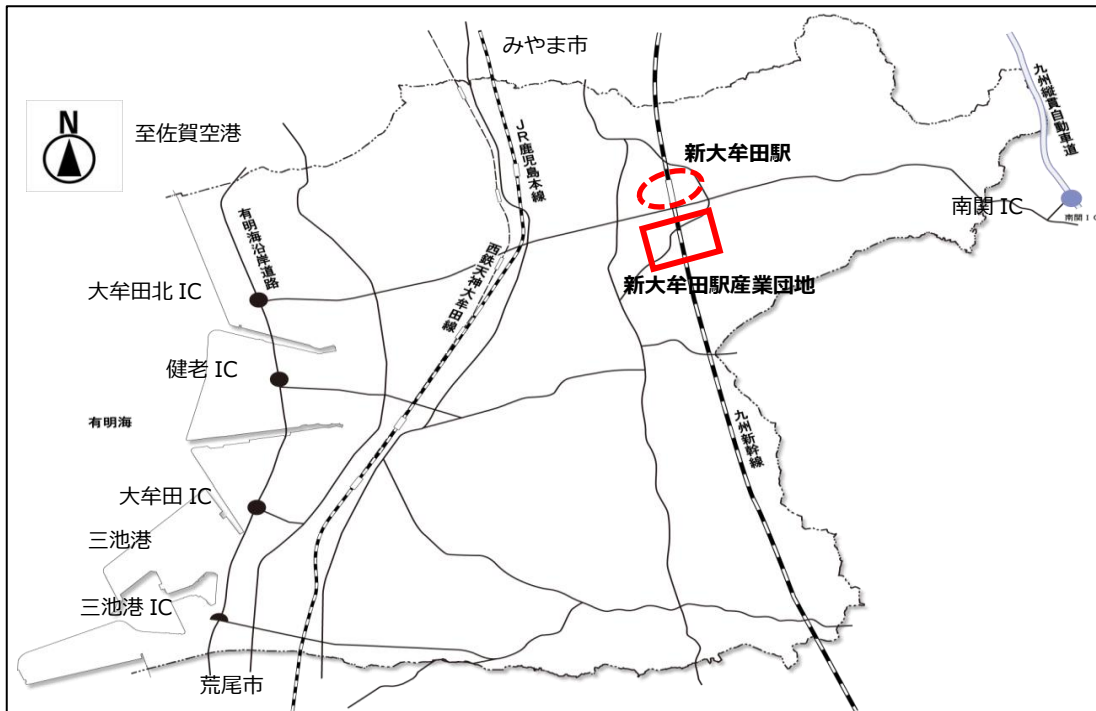 みやま市
N
至佐賀空港
JR鹿児島本線
九州縦貫自動車道
新大牟田駅
南関 IC
南関IC
有明海沿岸道路
西鉄天神大牟田線
大牟田北 IC
新大牟田駅産業団地
健老 IC
有明海
九州新幹線
大牟田 IC
三池港
三池港 IC
荒尾市